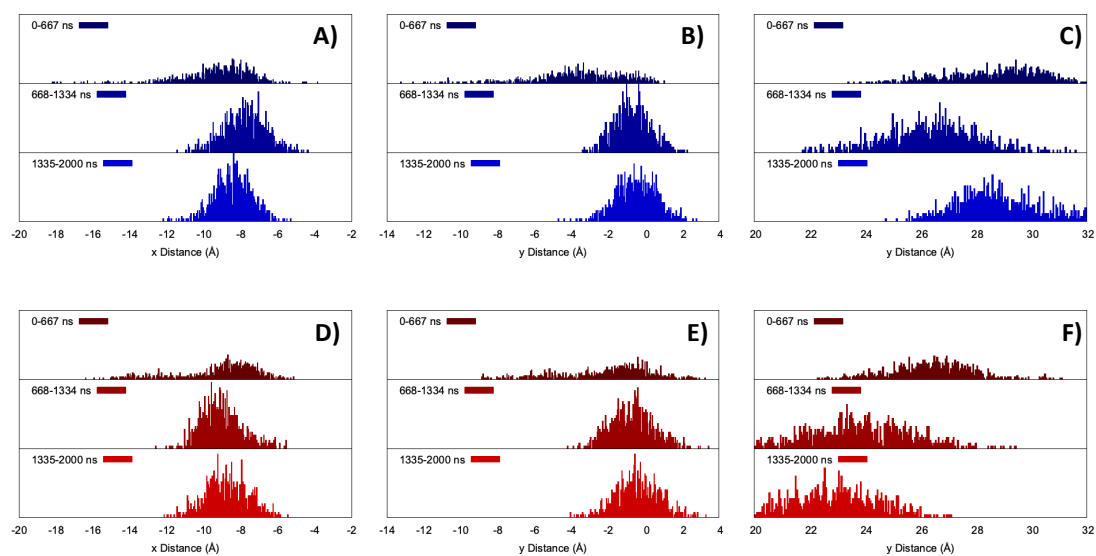 A)
0-667 ns
668-1334 ns
1335-2000 ns
-20 -18 -16 -14 -12 -10 -8 -6 -4 -2
x Distance (Å)
B)
0-667 ns
668-1334 ns
1335-2000 ns
-14 -12 -10 -8 -6 -4 -2 0 2 4
y Distance (Å)
C)
0-667 ns
668-1334 ns
1335-2000 ns
20 22 24 26 28 30 32
y Distance (Å)
D)
0-667 ns
668-1334 ns
1335-2000 ns
-20 -18 -16 -14 -12 -10 -8 -6 -4 -2
x Distance (Å)
E)
0-667 ns
668-1334 ns
1335-2000 ns
-14 -12 -10 -8 -6 -4 -2 0 2 4
y Distance (Å)
F)
0-667 ns
668-1334 ns
1335-2000 ns
20 22 24 26 28 30 32
y Distance (Å)